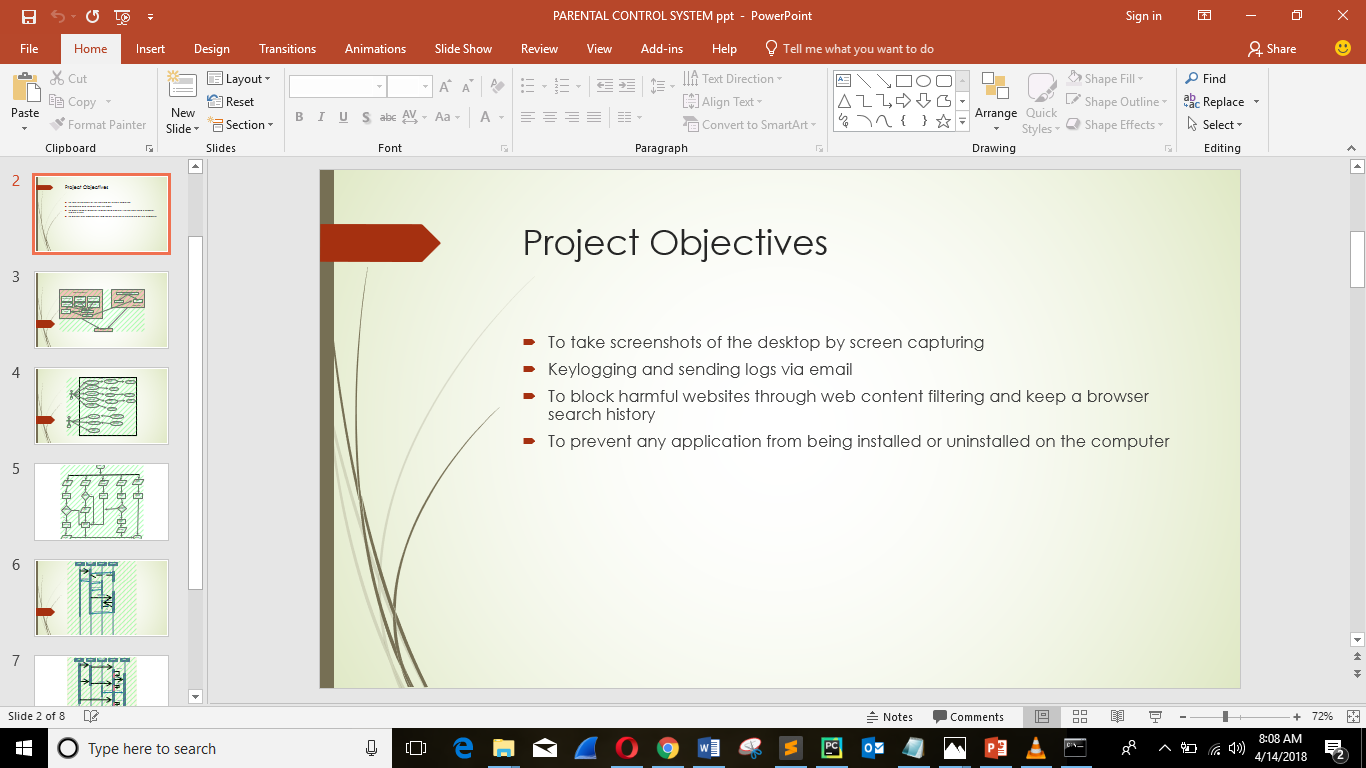 PARENTAL CONTROL SYSTEM ppt - PowerPoint
Sign in
File Home Insert Design Transitions Animations Slide Show Review View Add-ins Help Tell me what you want to do Share
Paste
Cut
Copy
Format Painter
Clipboard
New
Slide
Layout
Reset
Section
Slides
B I U S abc AV Aa A
Font
Text Direction
Align Text
Convert to SmartArt
Paragraph
Arrange
Quick
Styles
Shape Fill
Shape Outline
Shape Effects
Drawing
Find
Replace
Select
Editing
2
Project Objectives
3
4
5
6
7
Project Objectives
To take screenshots of the desktop by screen capturing
Keylogging and sending logs via email
To block harmful websites through web content filtering and keep a browser
search history
To prevent any application from being installed or uninstalled on the computer
Slide 2 of 8
Notes Comments 72%
Type here to search
8:08 AM
4/14/2018
2